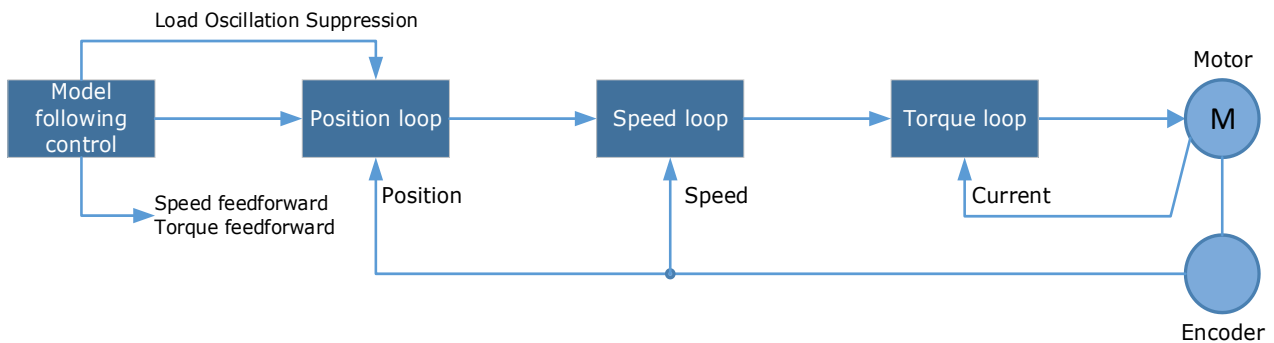 Load Oscillation Suppression
Motor
Model
following
control
Position loop
Speed loop
Torque loop
M
Position
Speed
Current
Speed feedforward
Torque feedforward
Encoder